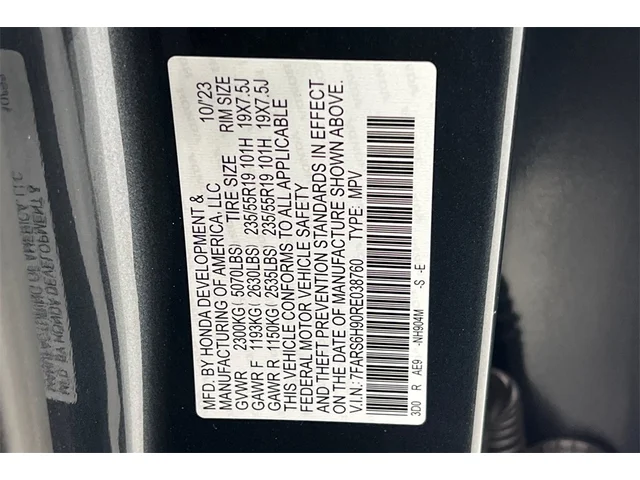 MFD. BY HONDA DEVELOPMENT & 10/'23
MANUFACTURING OF AMERICA, LLC
GVWR 2300KG( 5070LBS) TIRE SIZE RIM SIZE
GAWR F 1193KG( 2630LBS) 235/55R19 101H 19X7.5J
GAWR R 1150KG( 2535LBS) 235/55R19 101H 19X7.5J
THIS VEHICLE CONFORMS TO ALL APPLICABLE
FEDERAL MOTOR VEHICLE SAFETY
AND THEFT PREVENTION STANDARDS IN EFFECT
ON THE DATE OF MANUFACTURE SHOWN ABOVE.
V.I.N: 7FARS6H90RE038760 TYPE: MPV
3D0 R AE9 -NH904M -S -E